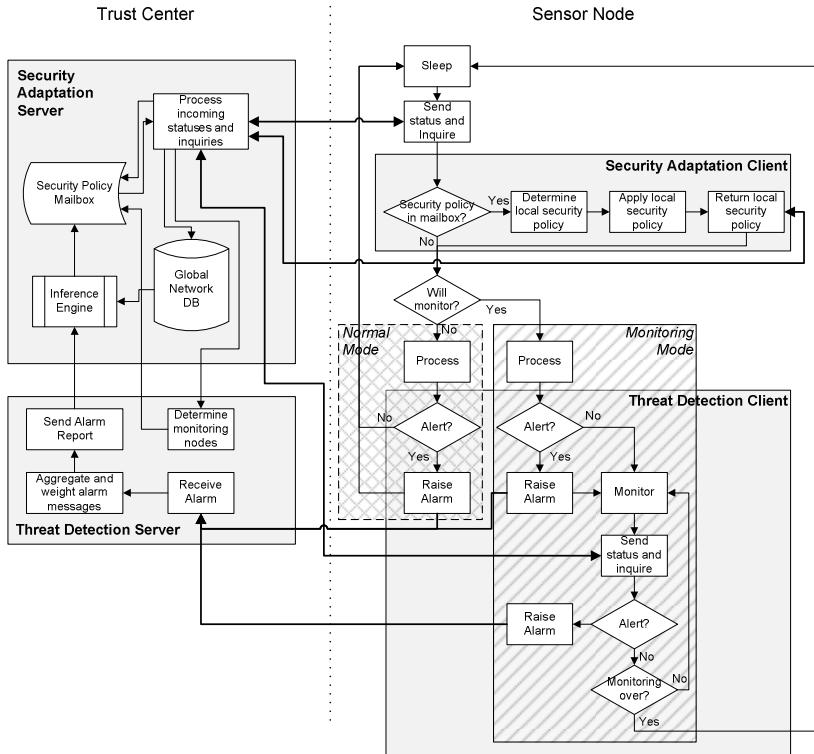 Trust Center
Sensor Node
Security
Adaptation
Server
Process
incoming
statuses and
inquiries
Security Policy
Mailbox
Global
Network
DB
Inference
Engine
Send Alarm
Report
Determine
monitoring
nodes
Aggregate and
weight alarm
messages
Receive
Alarm
Threat Detection Server
Sleep
Send
status and
Inquire
Security Adaptation Client
Security policy
in mailbox?
Yes
Determine
local security
policy
Apply local
security
policy
Return local
security
policy
No
Will
monitor?
Yes
No
Normal
Mode
Monitoring
Mode
Process
Process
Threat Detection Client
No
Alert?
Alert?
No
Yes
Yes
Raise
Alarm
Raise
Alarm
Monitor
Send
status and
inquire
Raise
Alarm
Alert?
No
Monitoring
over?
No
Yes